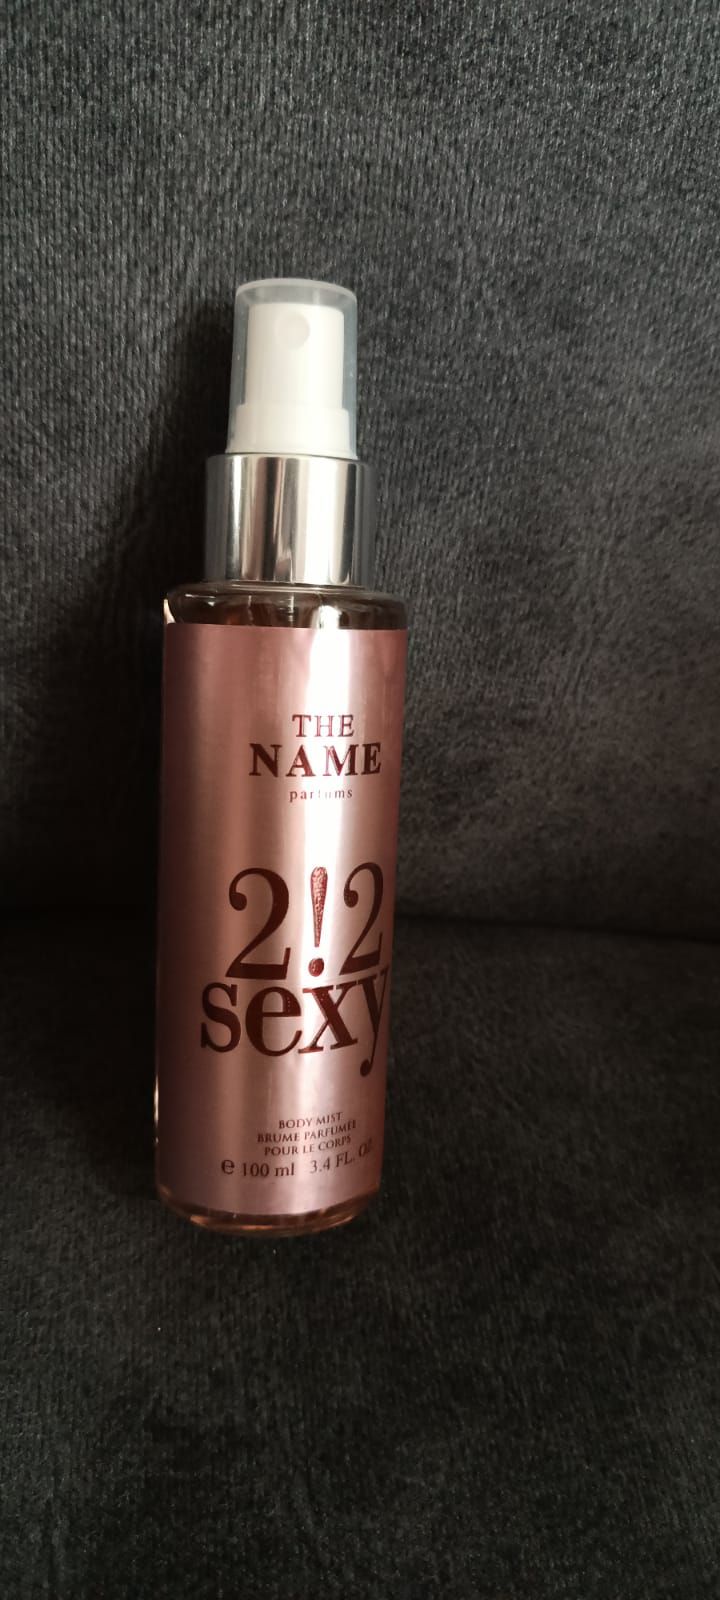 THE
NAME
parfums
2!2
sexy
BODY MIST
BRUME PARFUMÉE
POUR LE CORPS
e 100 ml 3.4 FL. OZ.